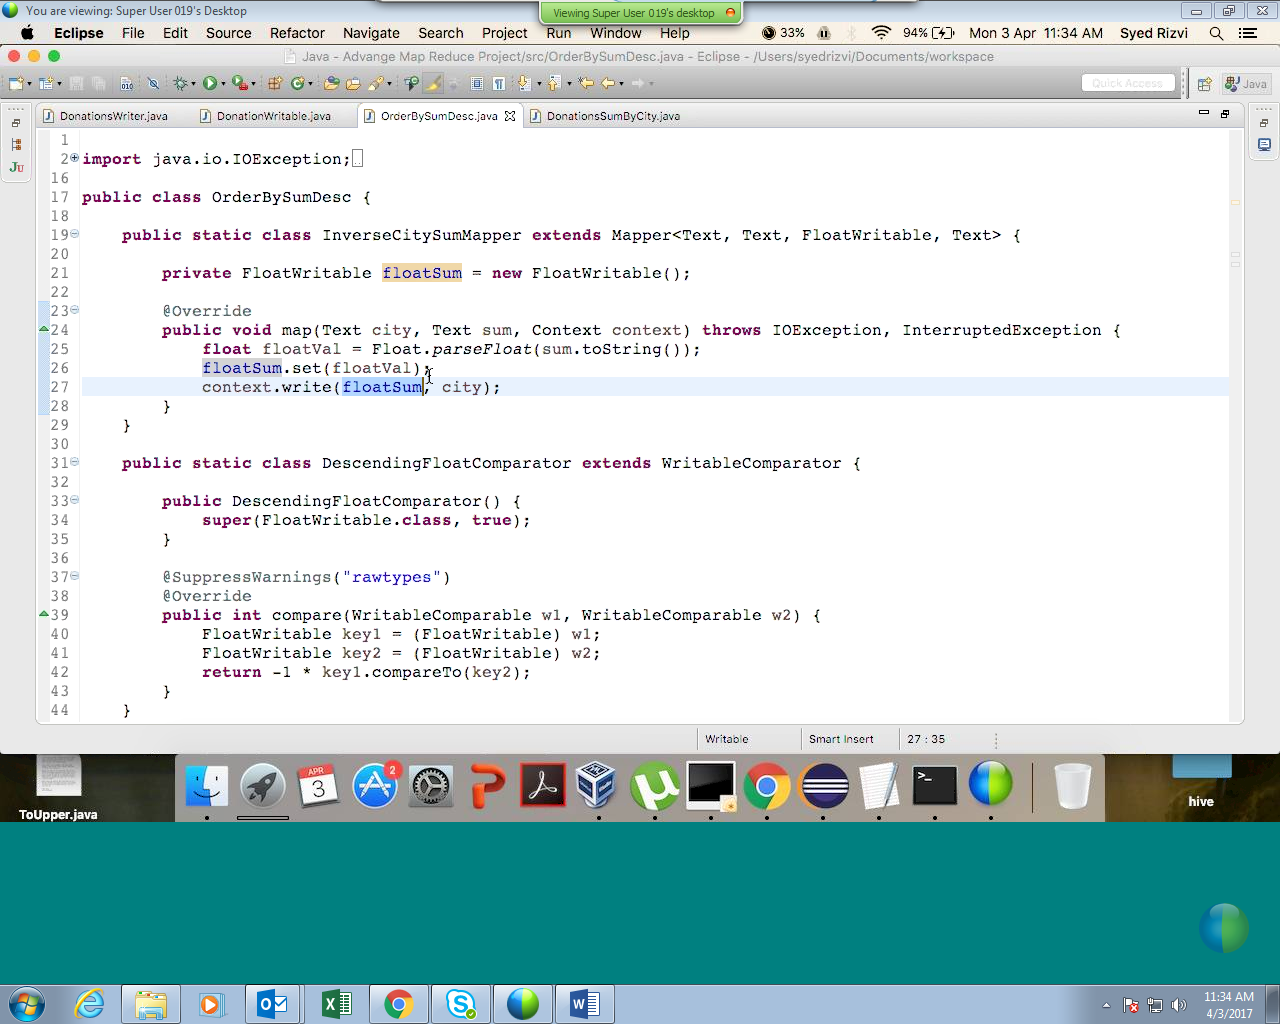 You are viewing: Super User 019's Desktop
Viewing Super User 019's desktop
Eclipse File Edit Source Refactor Navigate Search Project Run Window Help 33% 94% Mon 3 Apr 11:34 AM Syed Rizvi
Java - Advange Map Reduce Project/src/OrderBySumDesc.java - Eclipse - /Users/syedrizvi/Documents/workspace
Quick Access Java
DonationsWriter.java DonationWritable.java OrderBySumDesc.java DonationsSumByCity.java
1
2 import java.io.IOException;
16
17 public class OrderBySumDesc {
18
19 public static class InverseCitySumMapper extends Mapper<Text, Text, FloatWritable, Text> {
20
21 private FloatWritable floatSum = new FloatWritable();
22
23 @Override
24 public void map(Text city, Text sum, Context context) throws IOException, InterruptedException {
25 float floatVal = Float.parseFloat(sum.toString());
26 floatSum.set(floatVal);
27 context.write(floatSum, city);
28 }
29 }
30
31 public static class DescendingFloatComparator extends WritableComparator {
32
33 public DescendingFloatComparator() {
34 super(FloatWritable.class, true);
35 }
36
37 @SuppressWarnings("rawtypes")
38 @Override
39 public int compare(WritableComparable w1, WritableComparable w2) {
40 FloatWritable key1 = (FloatWritable) w1;
41 FloatWritable key2 = (FloatWritable) w2;
42 return -1 * key1.compareTo(key2);
43 }
44 }
Writable Smart Insert 27 : 35
APR
3
2
ToUpper.java
hive
11:34 AM
4/3/2017